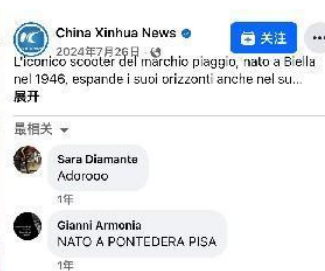 China Xinhua News
关注
2024年7月26日
L'iconico scooter del marchio piaggio, nato a Biella
nel 1946, espande i suoi orizzonti anche nel su...
展开
最相关
Sara Diamante
Adorooo
1年
Gianni Armonia
NATO A PONTEDERA PISA
1年